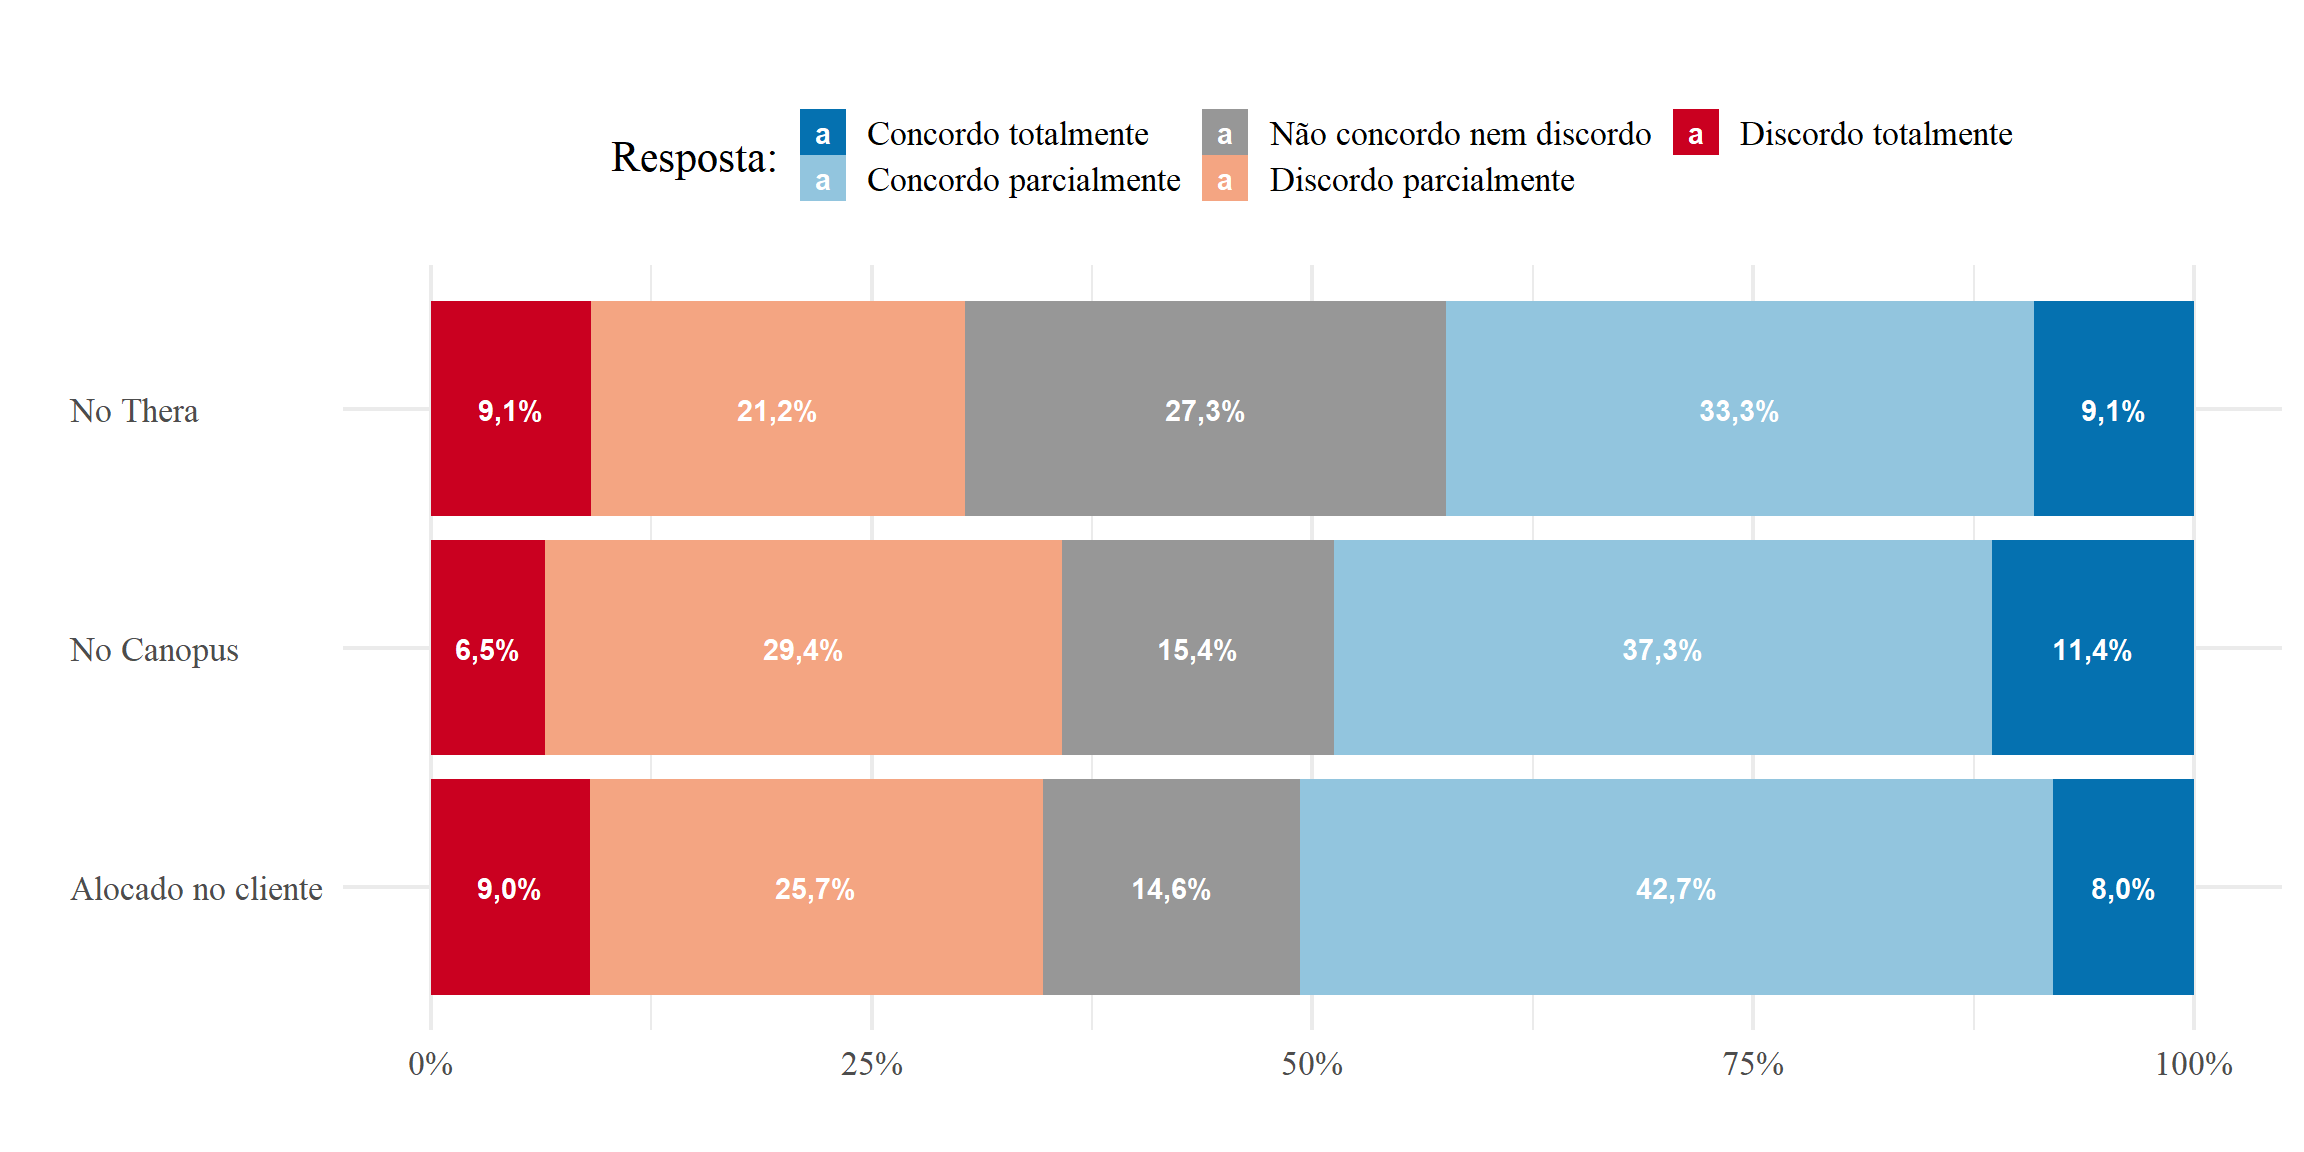 Resposta:
a Concordo totalmente
a Concordo parcialmente
a Não concordo nem discordo
a Discordo parcialmente
a Discordo totalmente
No Thera
9,1% 21,2% 27,3% 33,3% 9,1%
No Canopus
6,5% 29,4% 15,4% 37,3% 11,4%
Alocado no cliente
9,0% 25,7% 14,6% 42,7% 8,0%
0% 25% 50% 75% 100%